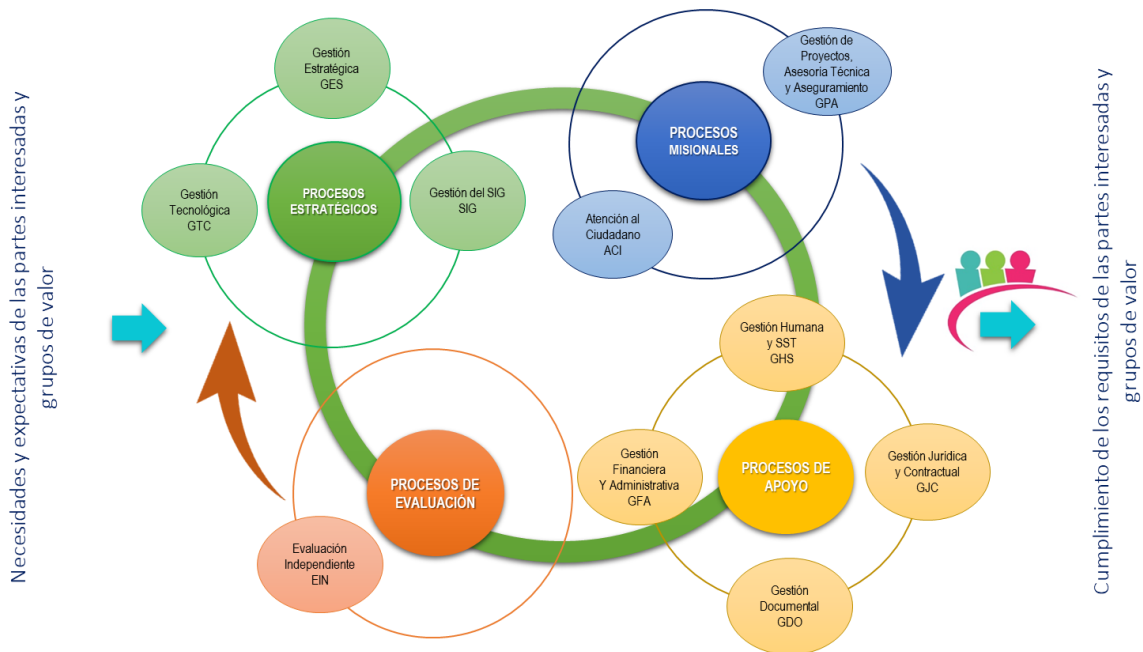 Necesidades y expectativas de las partes interesadas y
grupos de valor
Gestión
Estratégica
GES
Gestión
Tecnológica
GTC
PROCESOS
ESTRATÉGICOS
Gestión del SIG
SIG
Gestión de
Proyectos,
Asesoria Técnica
y Aseguramiento
GPA
PROCESOS
MISIONALES
Atención al
Ciudadano
ACI
Gestión Humana
y SST
GHS
Gestión
Financiera
Y Administrativa
GFA
PROCESOS DE
APOYO
Gestión Jurídica
y Contractual
GJC
Gestión
Documental
GDO
PROCESOS DE
EVALUACIÓN
Evaluación
Independiente
EIN
Cumplimiento de los requisitos de las partes interesadas y
grupos de valor